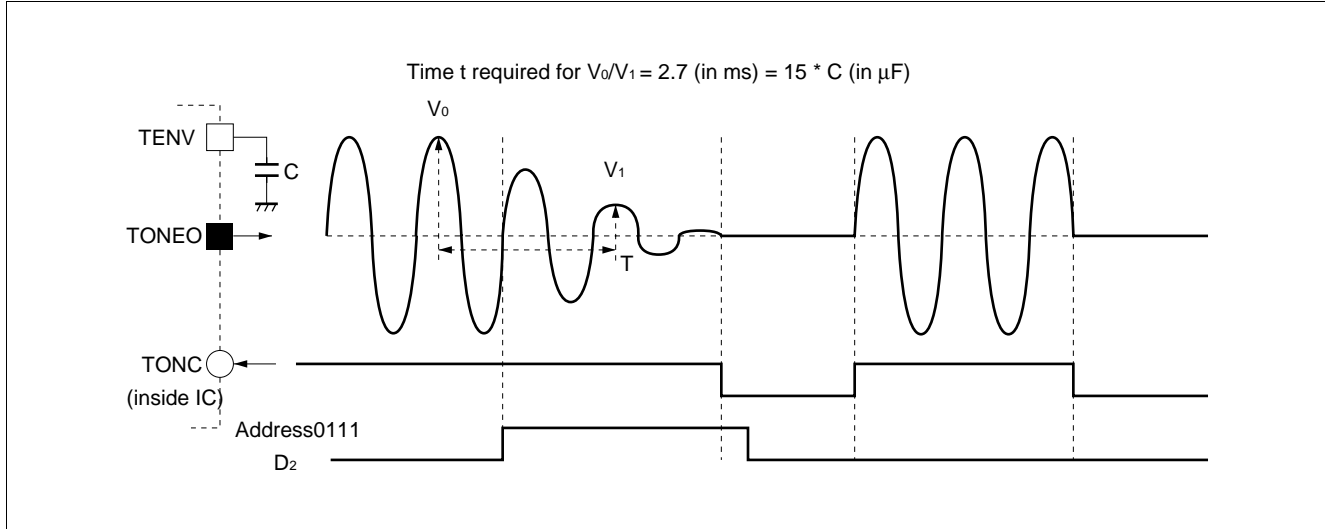 Time t required for V0/V1 = 2.7 (in ms) = 15 * C (in μF)
V0
TENV
C
V1
TONEO
T
TONC
(inside IC)
Address0111
D2